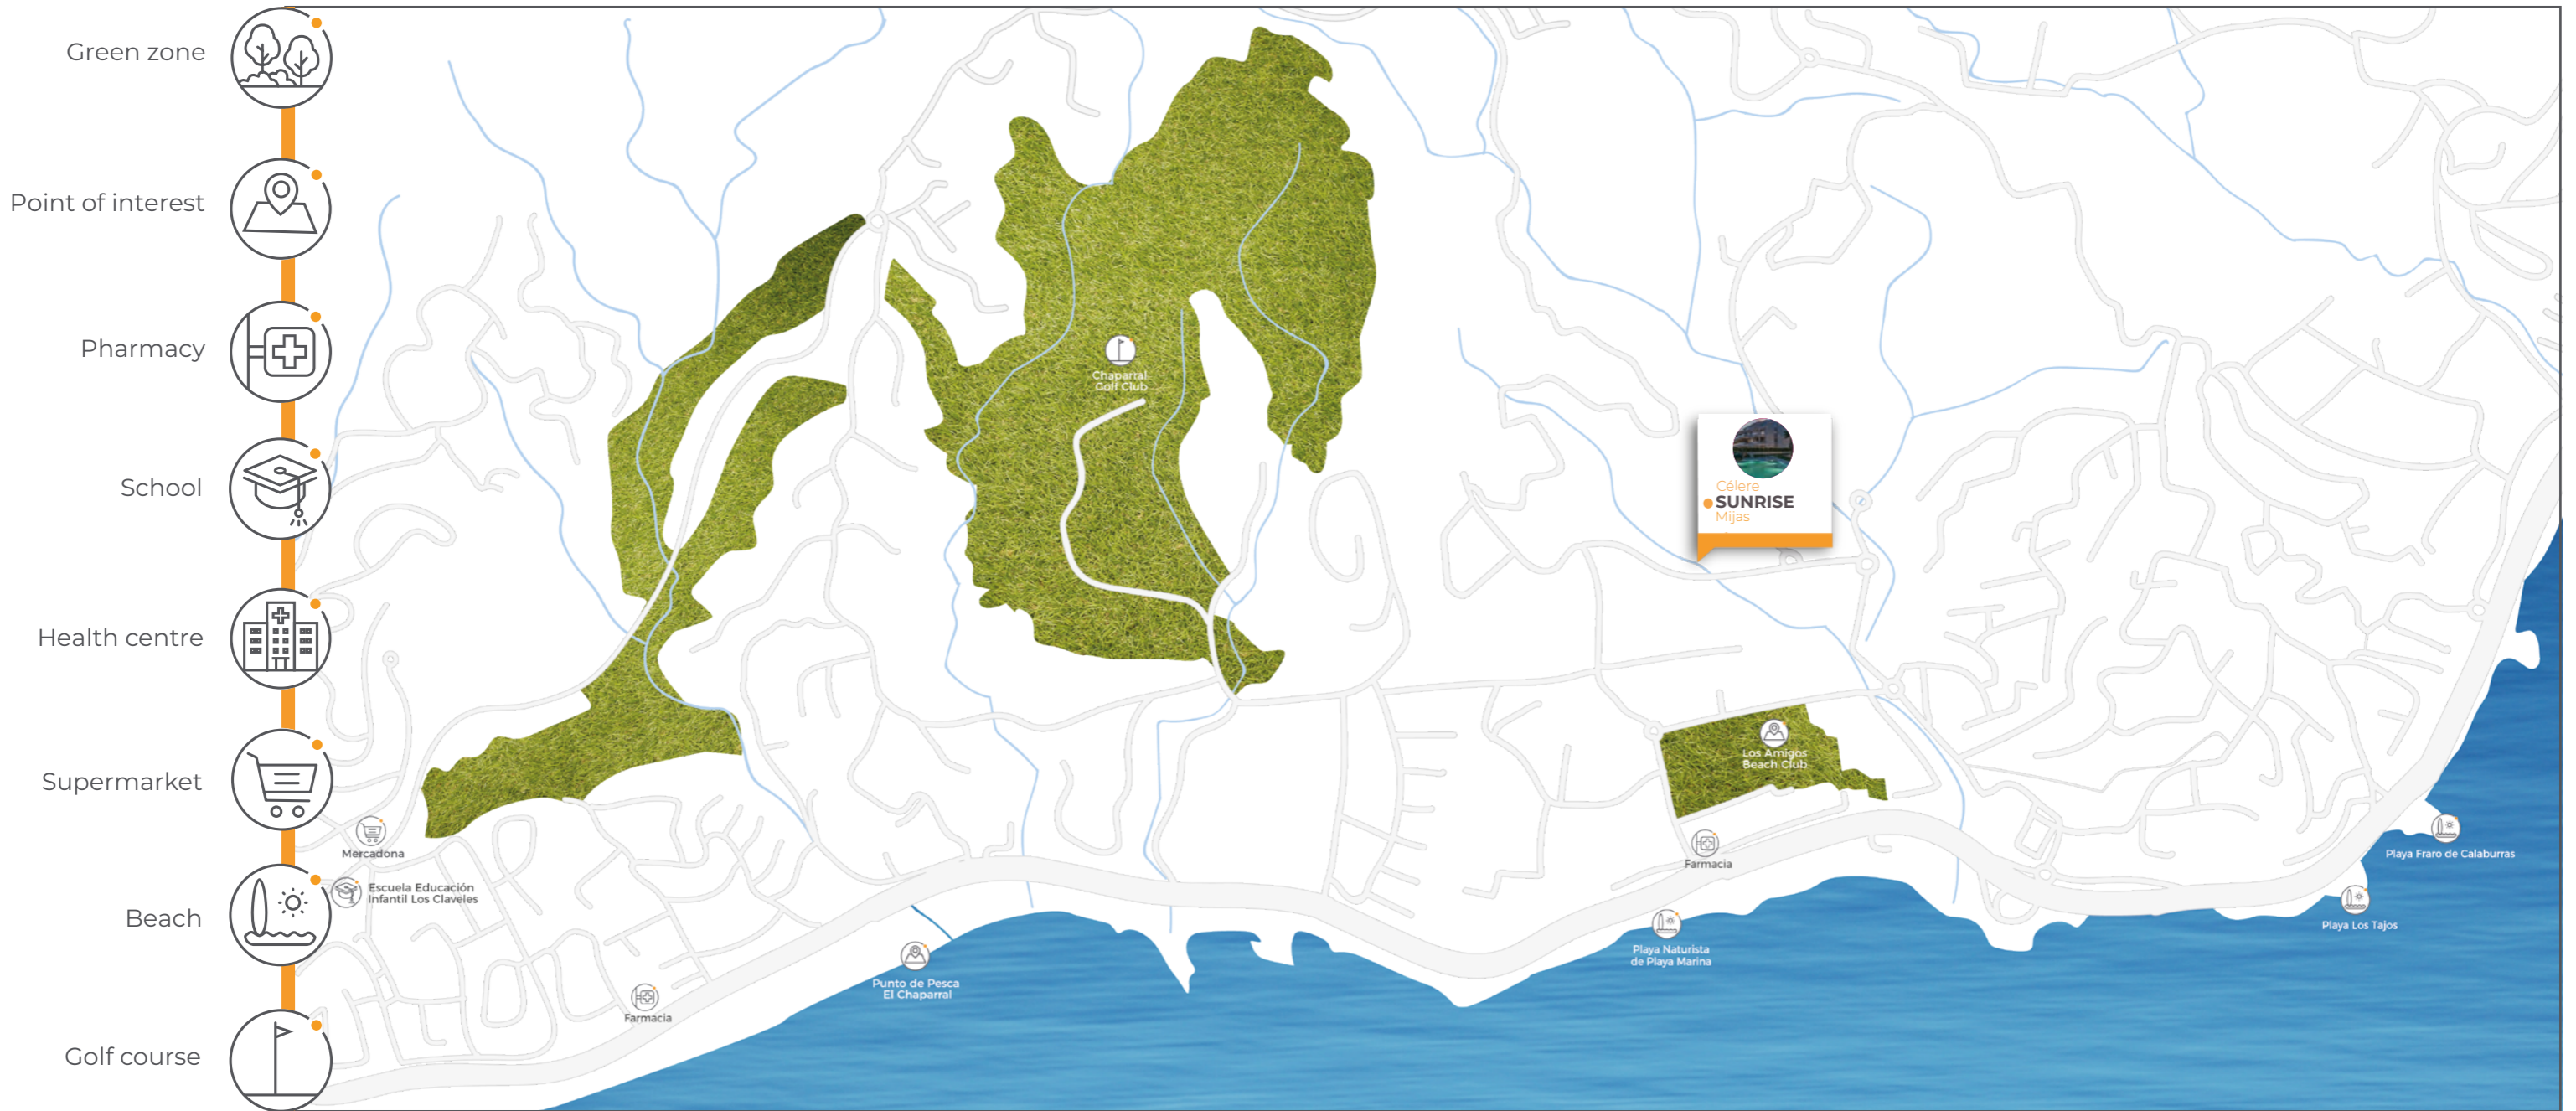 Green zone
Point of interest
Pharmacy
School
Health centre
Supermarket
Beach
Golf course
Chaparral
Golf Club
Célere
SUNRISE
Mijas
Los Amigos
Beach Club
Mercadona
Escuela Educación
Infantil Los Claveles
Farmacia
Punto de Pesca
El Chaparral
Farmacia
Playa Naturista
de Playa Marina
Playa Fraro de Calaburras
Playa Los Tajos